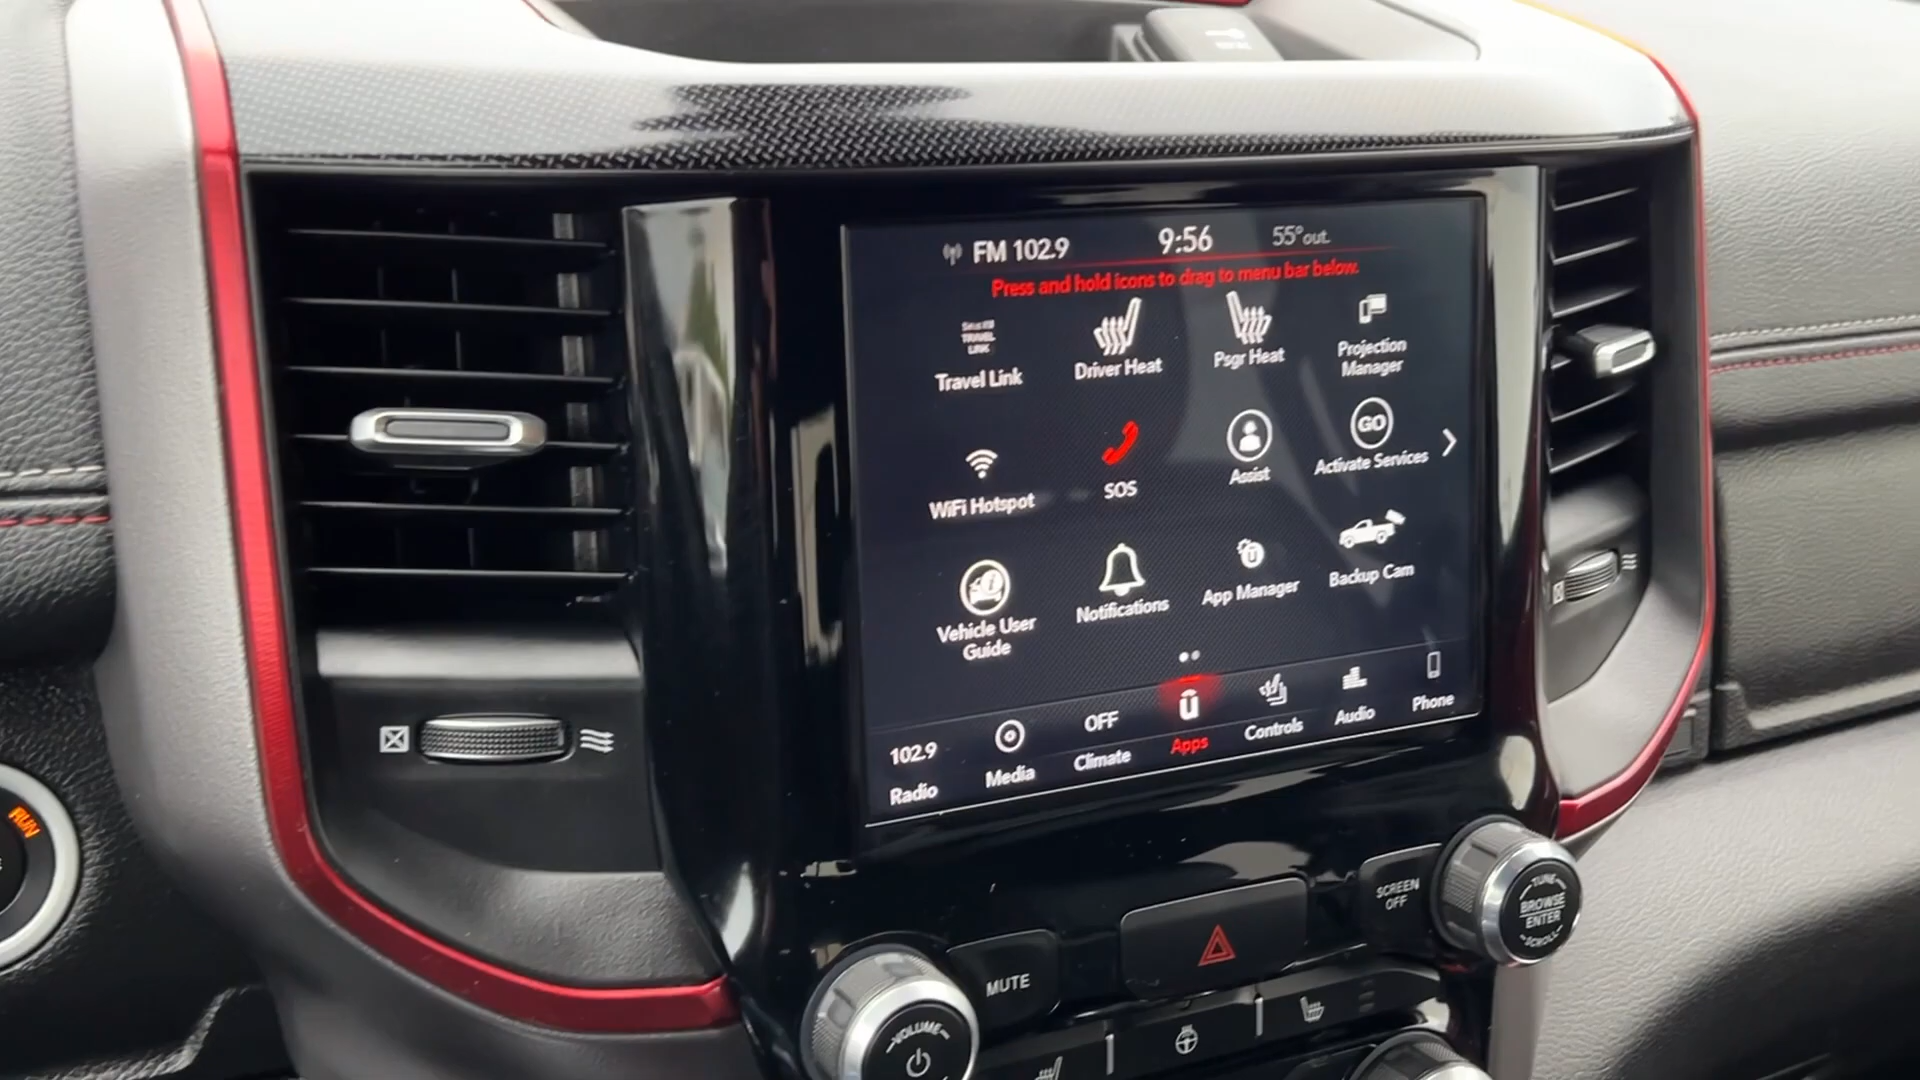 FM 102.9
9:56
55° out.
Press and hold icons to drag to menu bar below.
TRAVEL
LINK
Travel Link
Driver Heat
Psgr Heat
Projection
Manager
WiFi Hotspot
SOS
Assist
GO
Activate Services
Vehicle User
Guide
Notifications
App Manager
Backup Cam
102.9
Radio
Media
OFF
Climate
Apps
Controls
Audio
Phone
RUN
SCREEN
OFF
TUNE
BROWSE
ENTER
SCROLL
MUTE
VOLUME